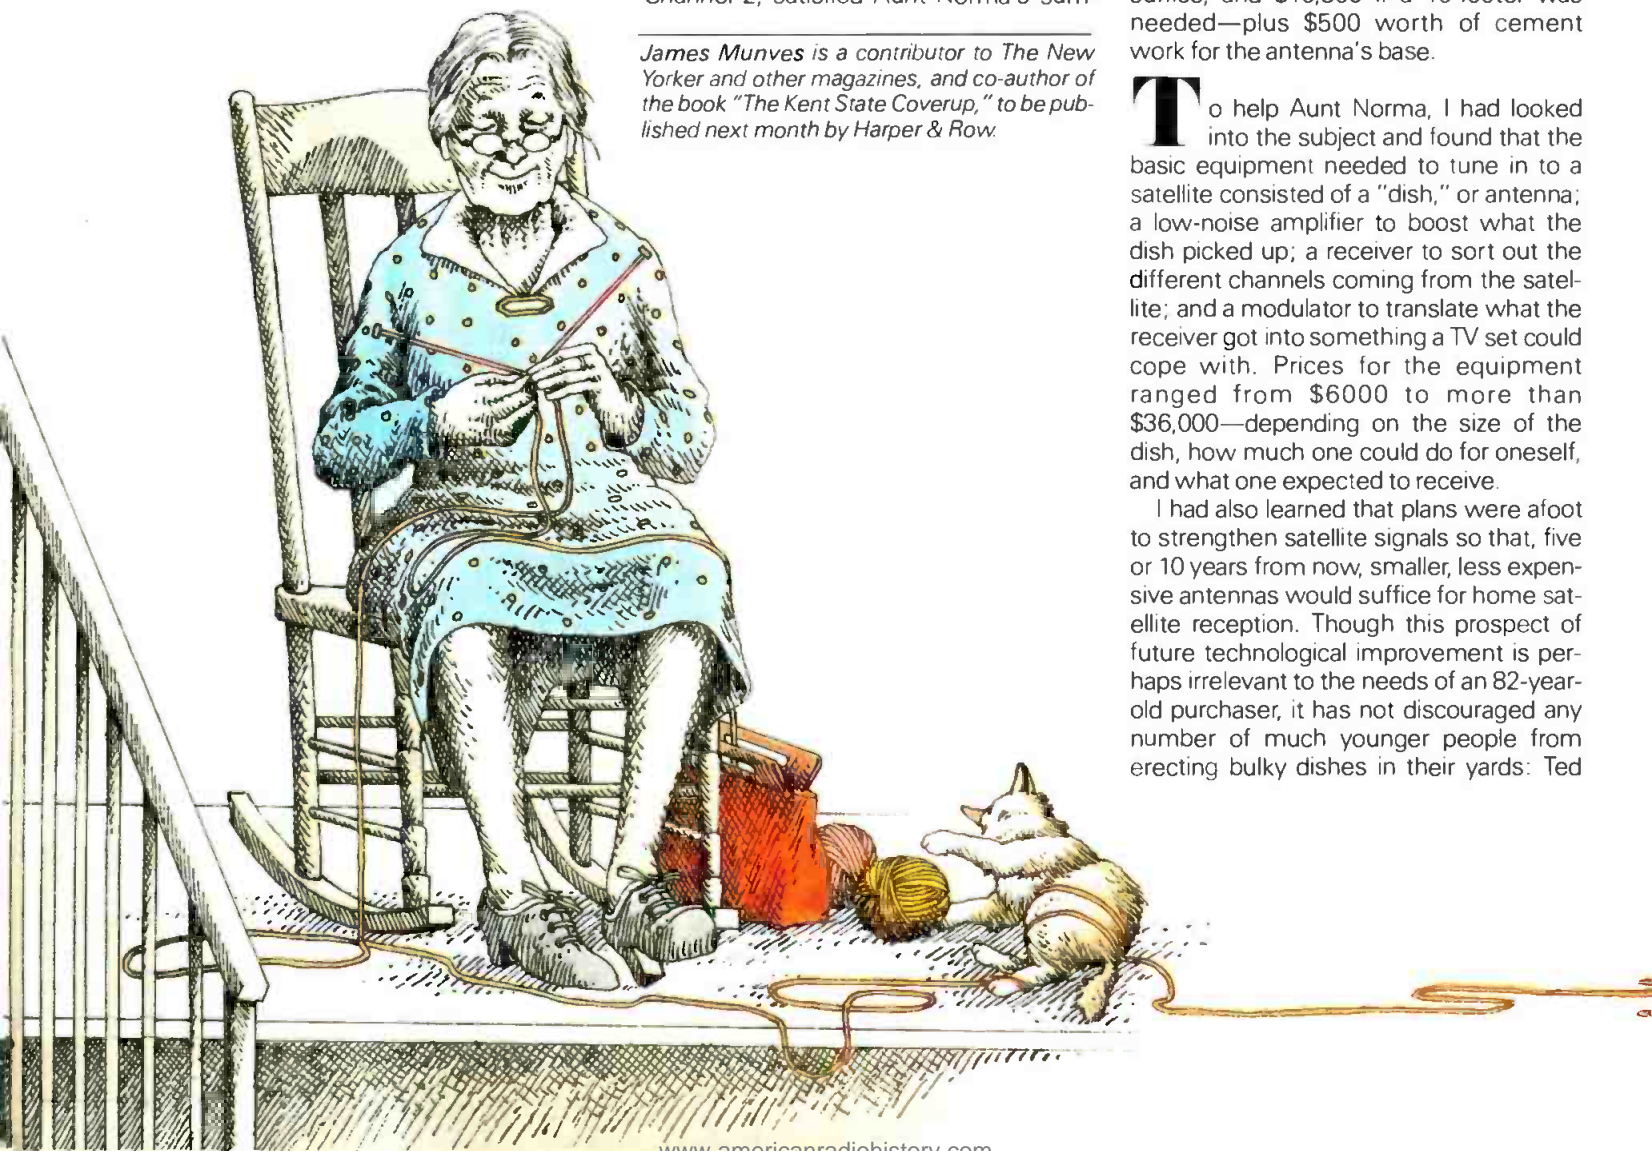 Channel 2, satisfied Aunt Norma's sum-
James Munves is a contributor to The New
Yorker and other magazines, and co-author of
the book "The Kent State Coverup," to be pub-
lished next month by Harper & Row.
needed—plus $500 worth of cement
work for the antenna's base.
To help Aunt Norma, I had looked
into the subject and found that the
basic equipment needed to tune in to a
satellite consisted of a "dish," or antenna;
a low-noise amplifier to boost what the
dish picked up; a receiver to sort out the
different channels coming from the satel-
lite; and a modulator to translate what the
receiver got into something a TV set could
cope with. Prices for the equipment
ranged from $6000 to more than
$36,000—depending on the size of the
dish, how much one could do for oneself,
and what one expected to receive.
I had also learned that plans were afoot
to strengthen satellite signals so that, five
or 10 years from now, smaller, less expen-
sive antennas would suffice for home sat-
ellite reception. Though this prospect of
future technological improvement is per-
haps irrelevant to the needs of an 82-year-
old purchaser, it has not discouraged any
number of much younger people from
erecting bulky dishes in their yards: Ted
www.americanradiohistory.com